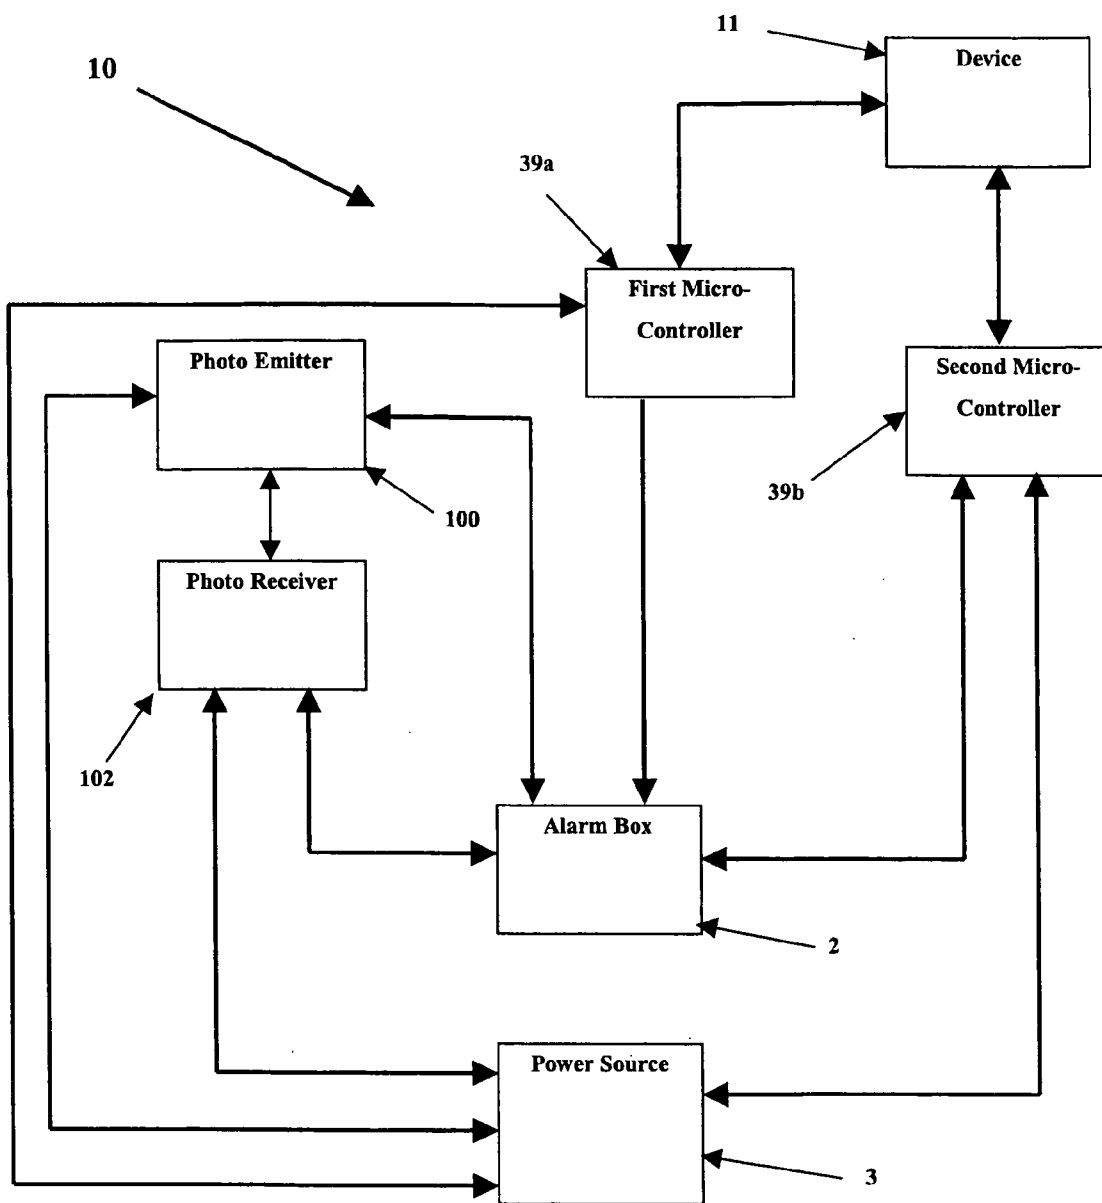 11
Device
10
39a
First Micro-
Controller
Photo Emitter
Second Micro-
Controller
39b
100
Photo Receiver
102
Alarm Box
2
Power Source
3